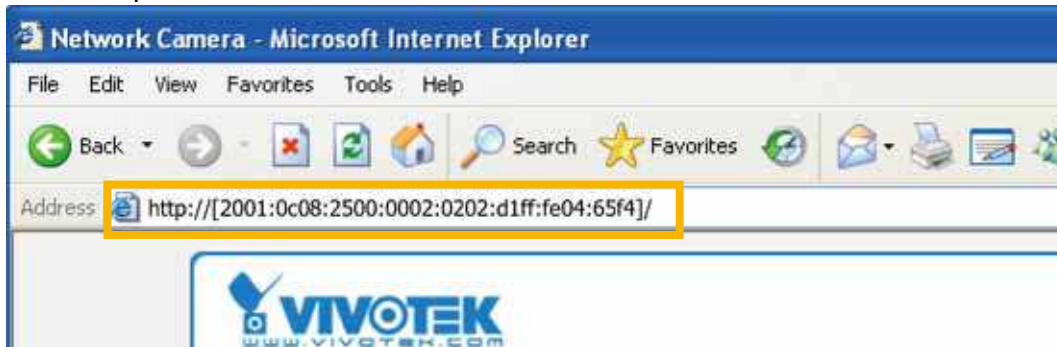 Network Camera - Microsoft Internet Explorer
File Edit View Favorites Tools Help
Back Search Favorites
Address http://[2001:0c08:2500:0002:0202:d1ff:fe04:65f4]/
VIVOTEK
WWW.VIVOTEK.COM